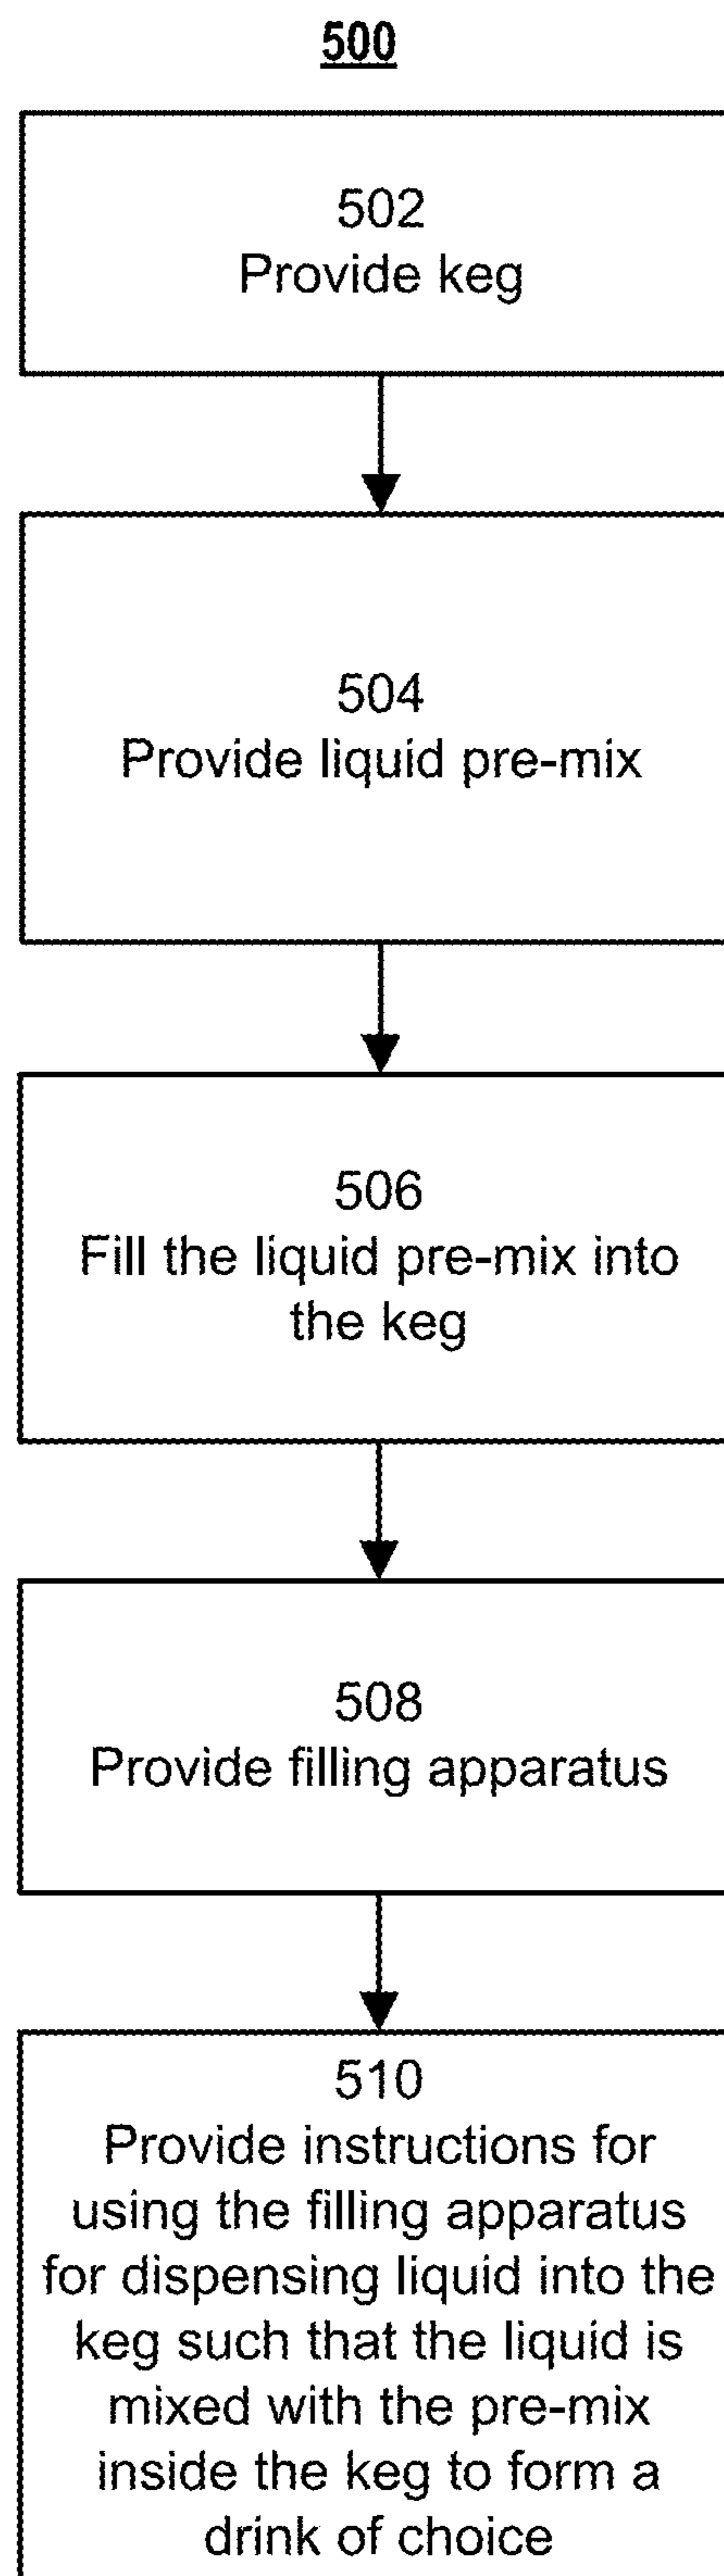 500
502
Provide keg
504
Provide liquid pre-mix
506
Fill the liquid pre-mix into
the keg
508
Provide filling apparatus
510
Provide instructions for
using the filling apparatus
for dispensing liquid into the
keg such that the liquid is
mixed with the pre-mix
inside the keg to form a
drink of choice